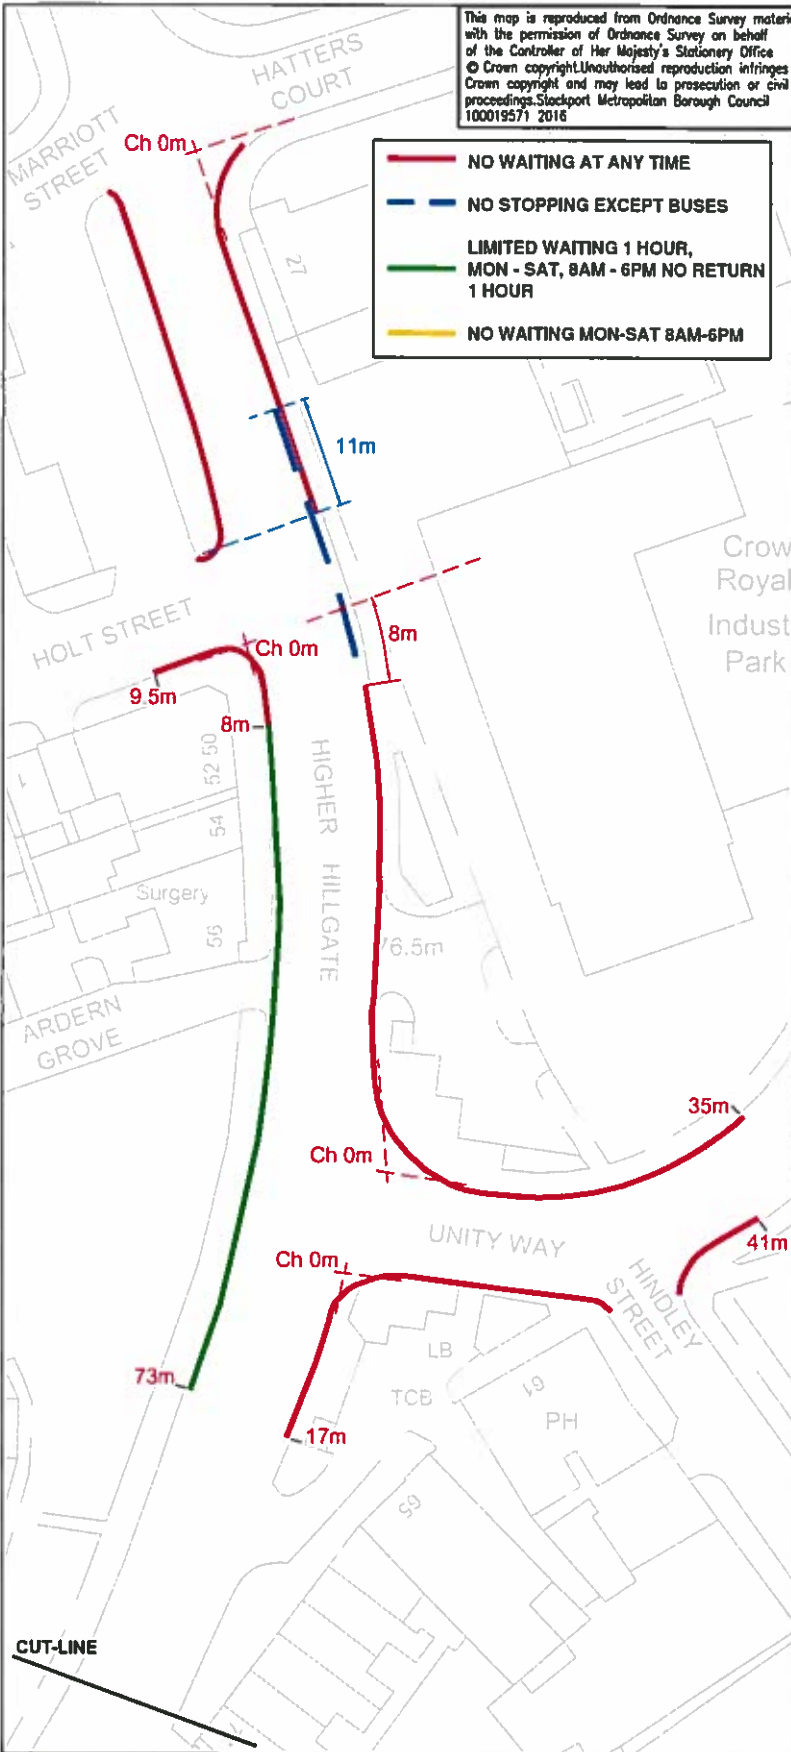 This map is reproduced from Ordnance Survey materi
with the permission of Ordnance Survey on behalf
of the Controller of Her Majesty's Stationery Office
© Crown copyright.Unauthorised reproduction infringes
Crown copyright and may lead to prosecution or civil
proceedings.Stockport Metropolitan Borough Council
100019571 2016
HATTERS
COURT
MARRIOTT
STREET
Ch 0m
NO WAITING AT ANY TIME
NO STOPPING EXCEPT BUSES
LIMITED WAITING 1 HOUR,
MON - SAT, 8AM - 6PM NO RETURN
1 HOUR
NO WAITING MON-SAT 8AM-6PM
27
11m
Crow
Royal
Indust
Park
HOLT STREET
8m
Ch 0m
9.5m
8m
HIGHER HILLGATE
52 50
54
1
Surgery
56
76.5m
ARDERN
GROVE
35m
Ch 0m
UNITY WAY
41m
Ch 0m
HINDLEY
STREET
LB
73m
TCB
61
PH
17m
65
CUT-LINE